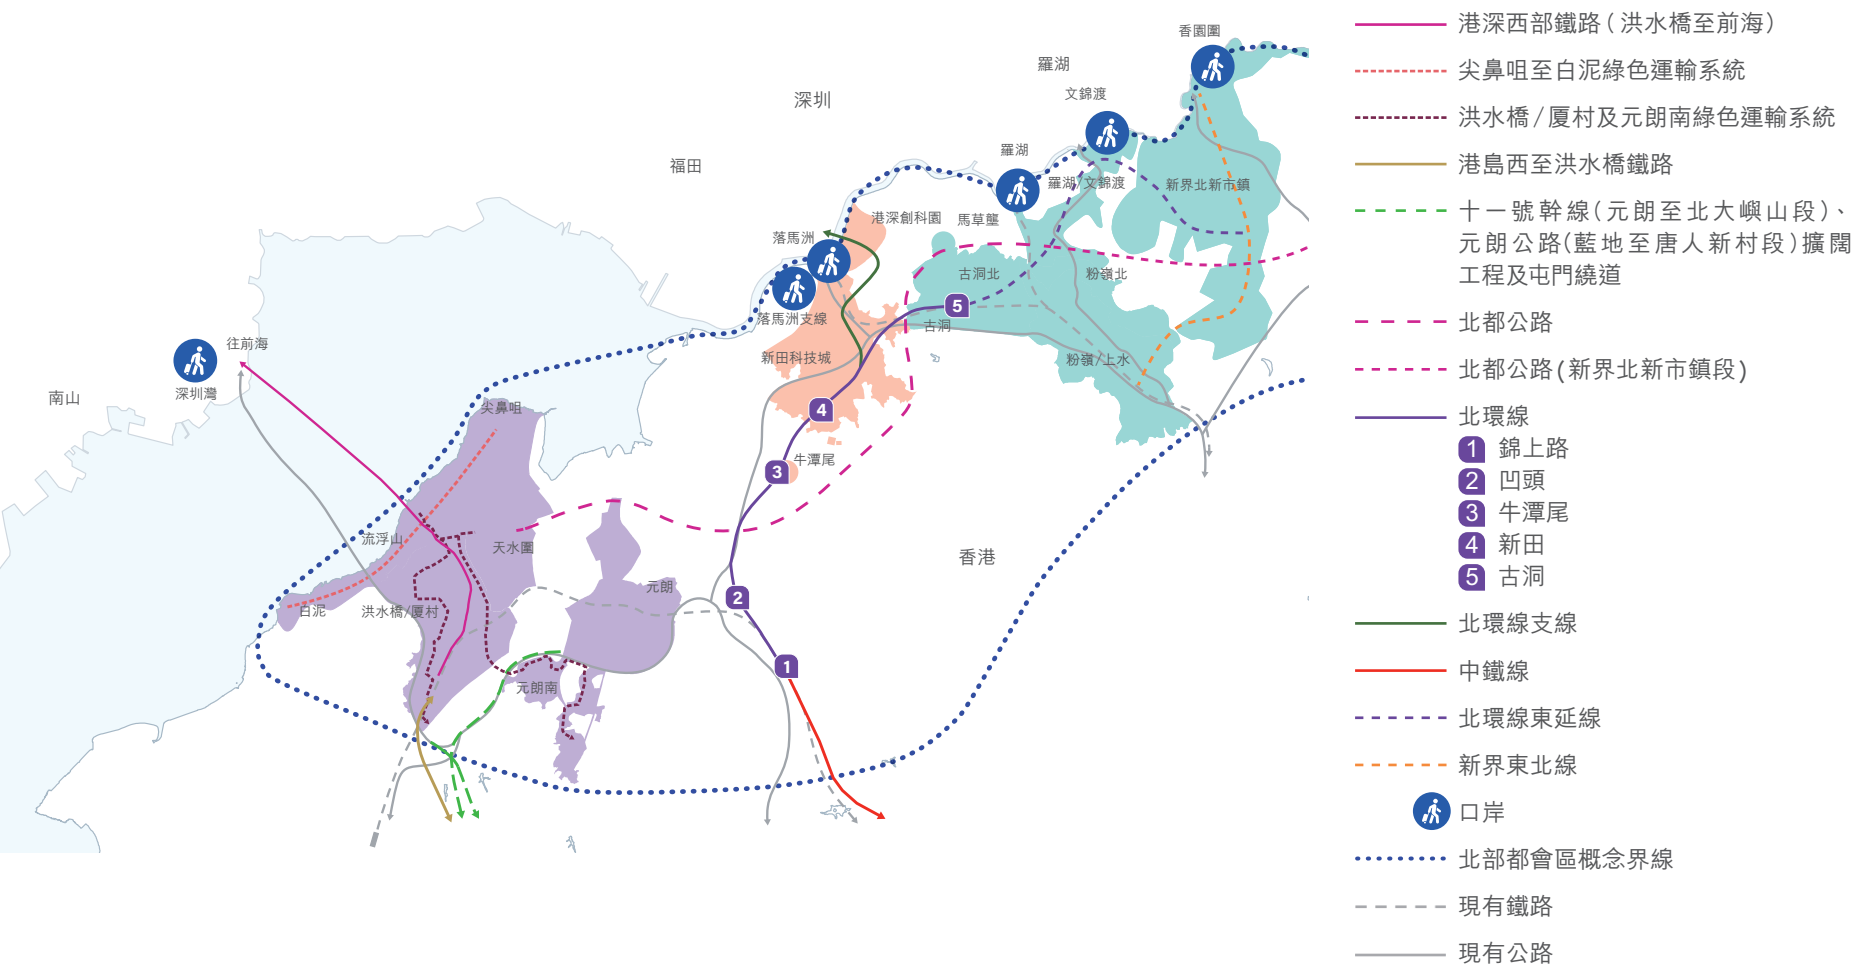 香園圍
羅湖
文錦渡
深圳
羅湖
福田
羅湖/文錦渡
新界北新市鎮
港深創科園
馬草壟
落馬洲
古洞北
粉嶺北
落馬洲支線
5
古洞
往前海
新田科技城
粉嶺/上水
深圳灣
南山
尖鼻咀
4
牛潭尾
3
流浮山
天水圍
香港
元朗
2
白泥
洪水橋/厦村
1
元朗南
港深西部鐵路(洪水橋至前海)
尖鼻咀至白泥綠色運輸系統
洪水橋/厦村及元朗南綠色運輸系統
港島西至洪水橋鐵路
十一號幹線(元朗至北大嶼山段)、
元朗公路(藍地至唐人新村段)擴闊
工程及屯門繞道
北都公路
北都公路(新界北新市鎮段)
北環線
1 錦上路
2 凹頭
3 牛潭尾
4 新田
5 古洞
北環線支線
中鐵線
北環線東延線
新界東北線
口岸
北部都會區概念界線
現有鐵路
現有公路